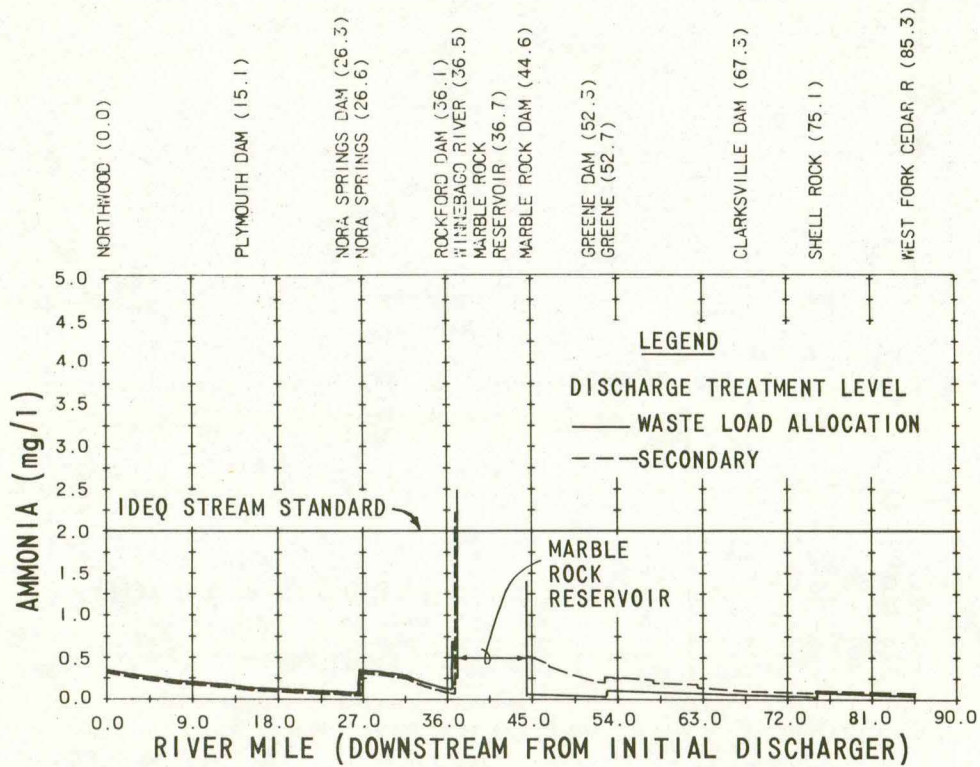 NORTHWOOD (0.0)
PLYMOUTH DAM (15.1)
NORA SPRINGS DAM (26.3)
NORA SPRINGS (26.6)
ROCKFORD DAM (36.1)
WINNEBAGO RIVER (36.5)
MARBLE ROCK
RESERVOIR (36.7)
MARBLE ROCK DAM (44.6)
GREENE DAM (52.3)
GREENE (52.7)
CLARKSVILLE DAM (67.3)
SHELL ROCK (75.1)
WEST FORK CEDAR R (85.3)
5.0
4.5
4.0
3.5
3.0
2.5
2.0
1.5
1.0
0.5
0.0
AMMONIA (mg/l)
LEGEND
DISCHARGE TREATMENT LEVEL
WASTE LOAD ALLOCATION
SECONDARY
IDEQ STREAM STANDARD
MARBLE
ROCK
RESERVOIR
0.0 9.0 18.0 27.0 36.0 45.0 54.0 63.0 72.0 81.0 90.0
RIVER MILE (DOWNSTREAM FROM INITIAL DISCHARGER)